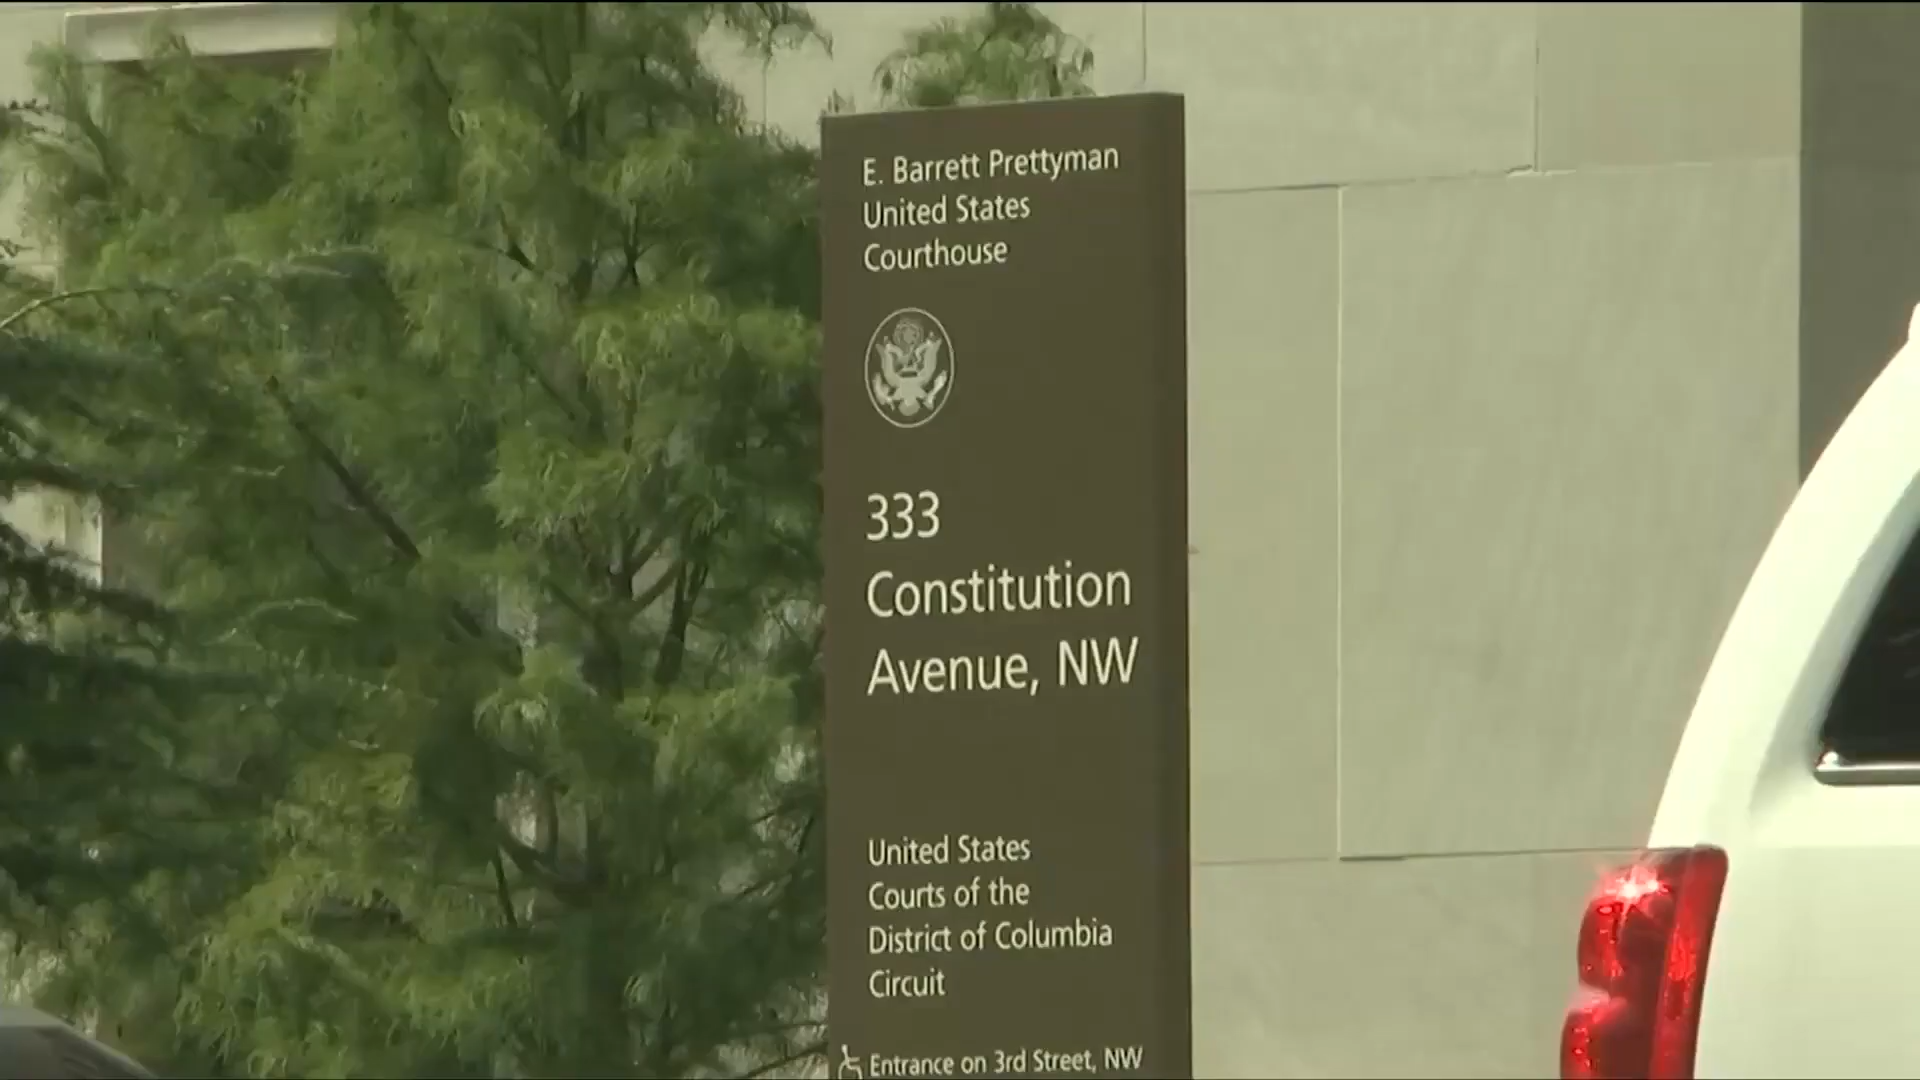 E. Barrett Prettyman
United States
Courthouse
333
Constitution
Avenue, NW
United States
Courts of the
District of Columbia
Circuit
Entrance on 3rd Street, NW